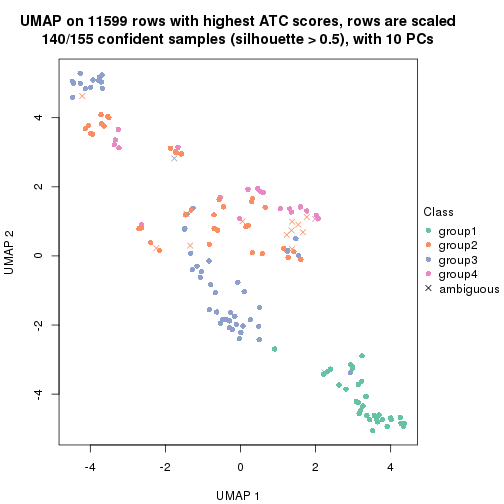 UMAP on 11599 rows with highest ATC scores, rows are scaled
140/155 confident samples (silhouette > 0.5), with 10 PCs
UMAP 2
4
2
0
-2
-4
-4
-2
0
2
4
UMAP 1
Class
group1
group2
group3
group4
ambiguous